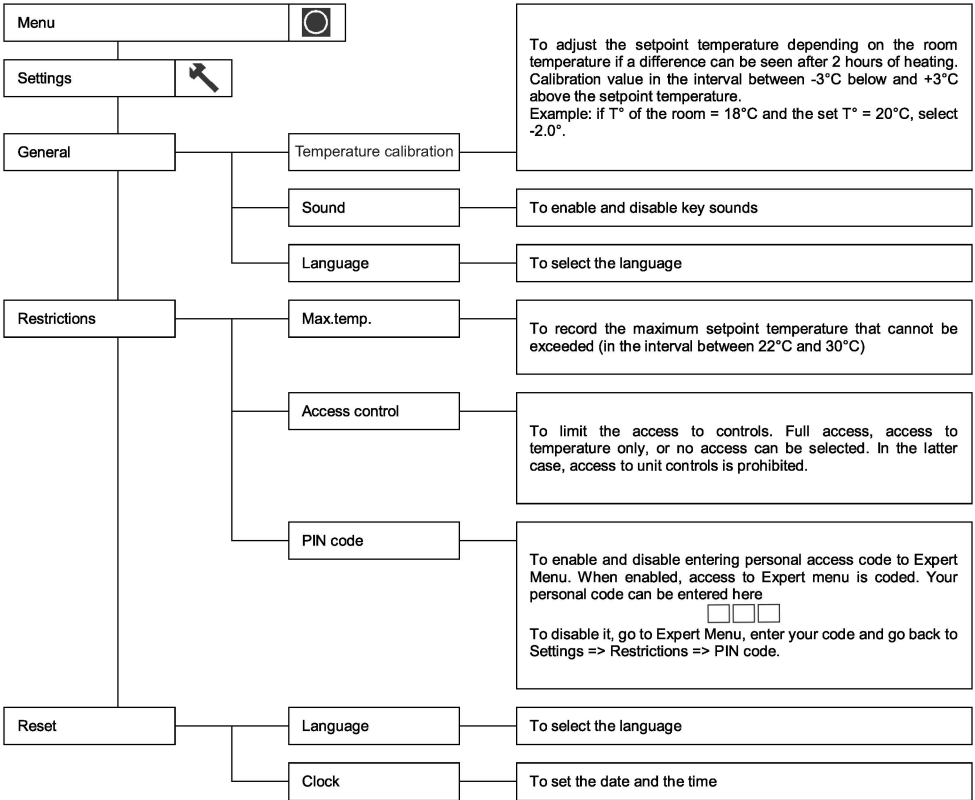 Menu
Settings
General
Temperature calibration
To adjust the setpoint temperature depending on the room
temperature if a difference can be seen after 2 hours of heating.
Calibration value in the interval between -3°C below and +3°C
above the setpoint temperature.
Example: if T° of the room = 18°C and the set T° = 20°C, select
-2.0°.
Sound
To enable and disable key sounds
Language
To select the language
Restrictions
Max.temp.
To record the maximum setpoint temperature that cannot be
exceeded (in the interval between 22°C and 30°C)
Access control
To limit the access to controls. Full access, access to
temperature only, or no access can be selected. In the latter
case, access to unit controls is prohibited.
PIN code
To enable and disable entering personal access code to Expert
Menu. When enabled, access to Expert menu is coded. Your
personal code can be entered here
To disable it, go to Expert Menu, enter your code and go back to
Settings => Restrictions => PIN code.
Reset
Language
To select the language
Clock
To set the date and the time